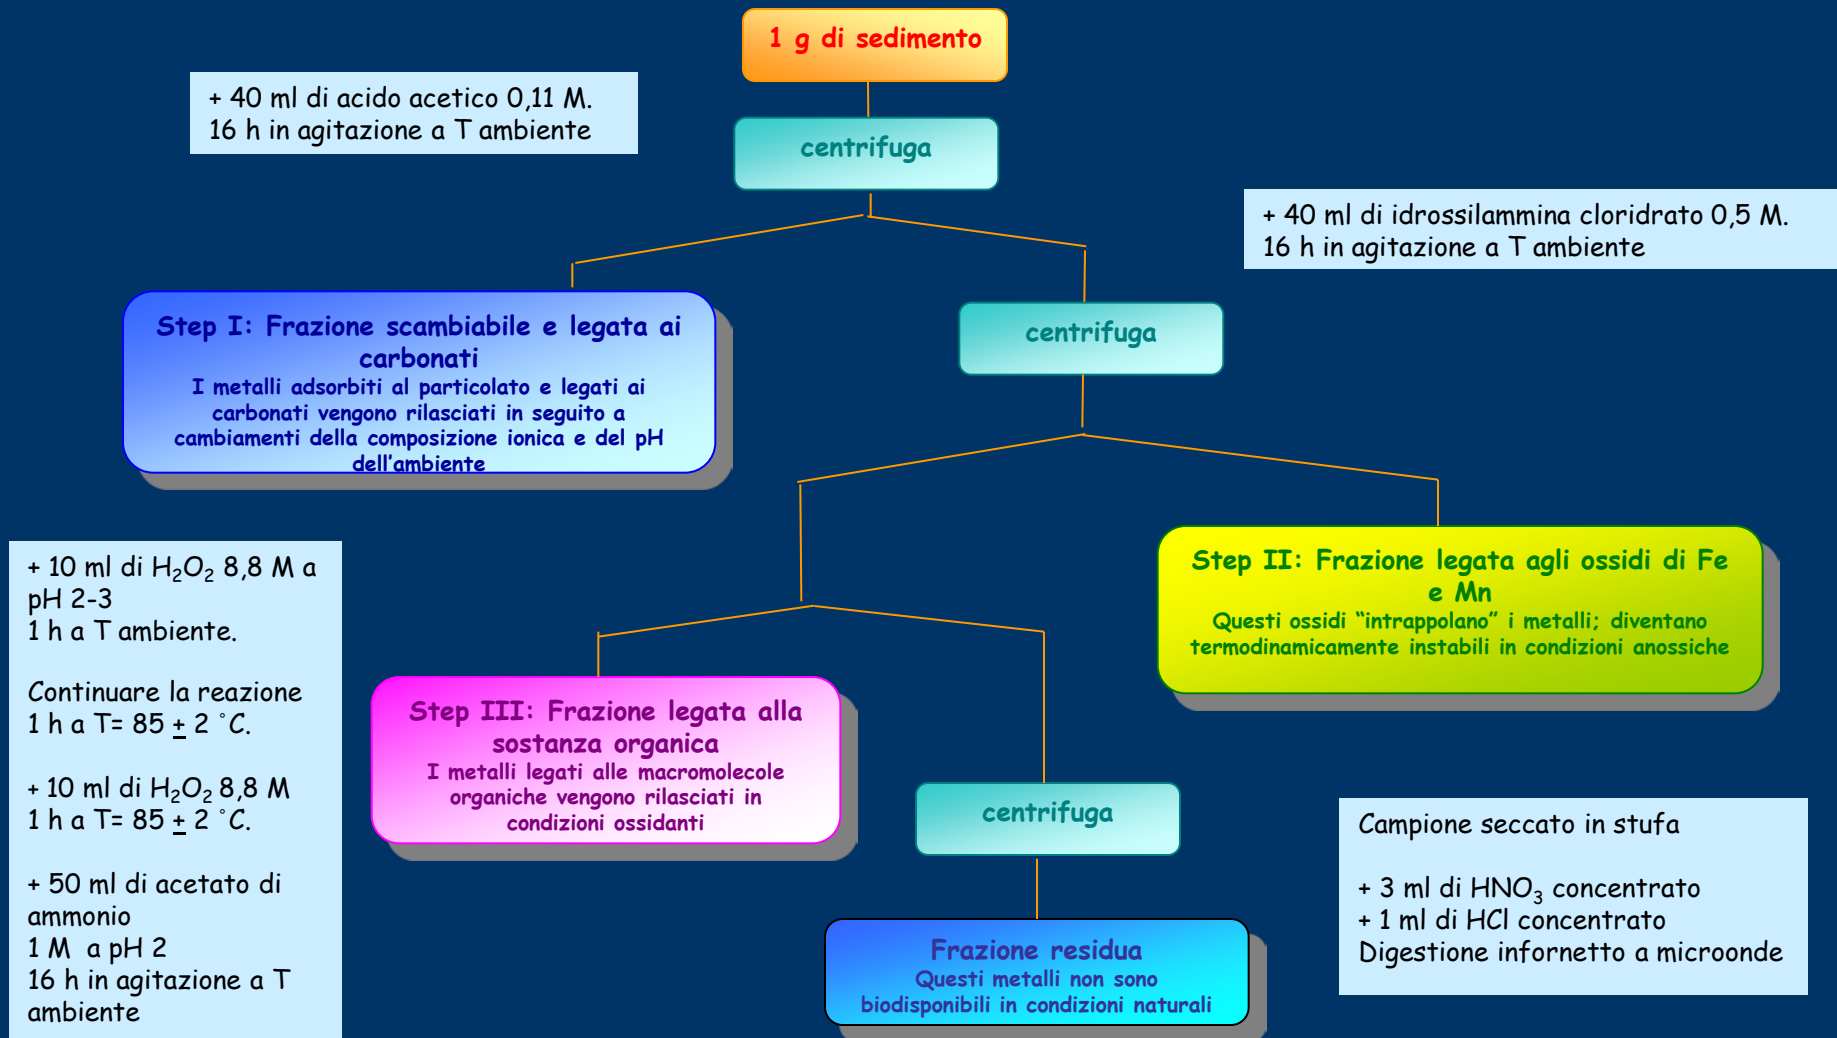 1 g di sedimento
+ 40 ml di acido acetico 0,11 M.
16 h in agitazione a T ambiente
centrifuga
+ 40 ml di idrossilammina cloridrato 0,5 M.
16 h in agitazione a T ambiente
Step I: Frazione scambiabile e legata ai
carbonati
I metalli adsorbiti al particolato e legati ai
carbonati vengono rilasciati in seguito a
cambiamenti della composizione ionica e del pH
dell'ambiente
centrifuga
Step II: Frazione legata agli ossidi di Fe
e Mn
Questi ossidi “intrappolano” i metalli; diventano
termodinamicamente instabili in condizioni anossiche
+ 10 ml di H₂O₂ 8,8 M a
pH 2-3
1 h a T ambiente.
Continuare la reazione
1 h a T= 85 ± 2 °C.
+ 10 ml di H₂O₂ 8,8 M
1 h a T= 85 ± 2 °C.
+ 50 ml di acetato di
ammonio
1 M a pH 2
16 h in agitazione a T
ambiente
Step III: Frazione legata alla
sostanza organica
I metalli legati alle macromolecole
organiche vengono rilasciati in
condizioni ossidanti
centrifuga
Campione seccato in stufa
+ 3 ml di HNO₃ concentrato
+ 1 ml di HCl concentrato
Digestione infornetto a microonde
Frazione residua
Questi metalli non sono
biodisponibili in condizioni naturali